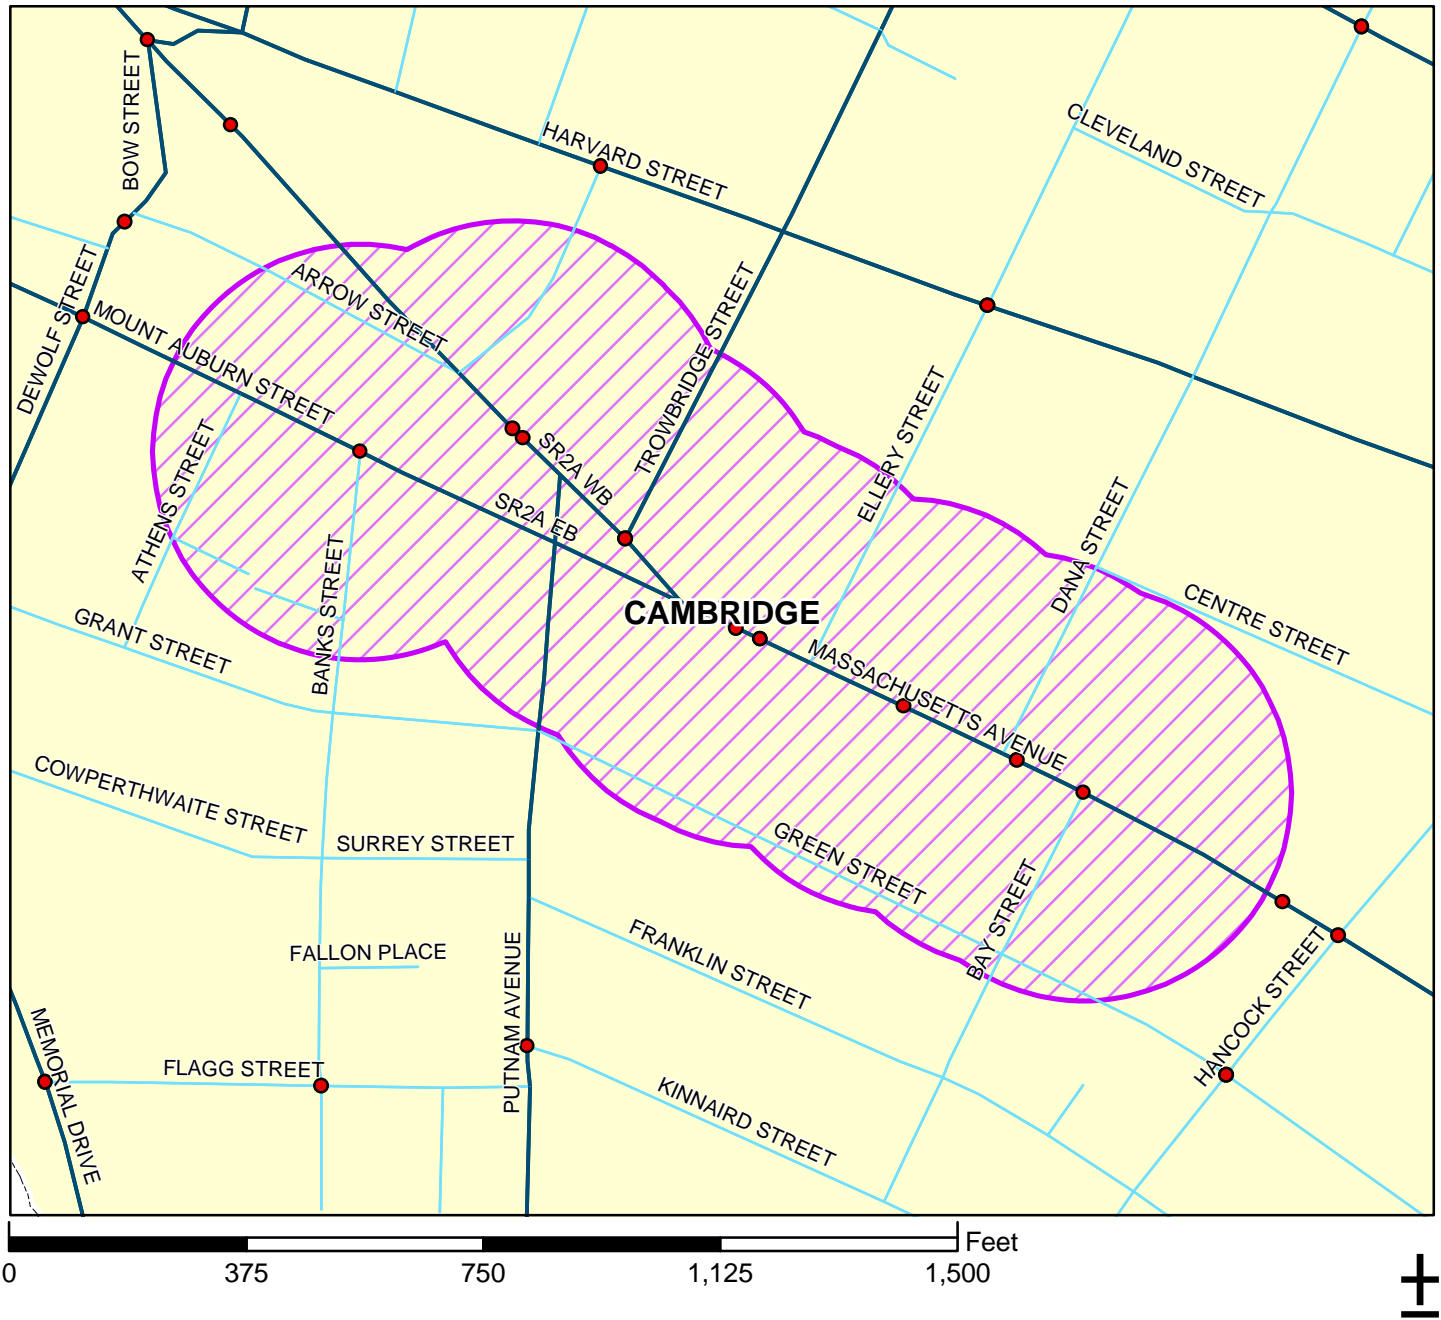 BOW STREET
HARVARD STREET
CLEVELAND STREET
DEWOLF STREET
ARROW STREET
MOUNT AUBURN STREET
TROWBRIDGE STREET
ELLERY STREET
ATHENS STREET
SR2A WB
SR2A EB
DANA STREET
BANKS STREET
CAMBRIDGE
CENTRE STREET
GRANT STREET
MASSACHUSETTS AVENUE
COWPERTHWAITE STREET
SURREY STREET
GREEN STREET
BAY STREET
FALLON PLACE
PUTNAM AVENUE
FRANKLIN STREET
HANCOCK STREET
MEMORIAL DRIVE
FLAGG STREET
KINNAIRD STREET
Feet
0 375 750 1,125 1,500